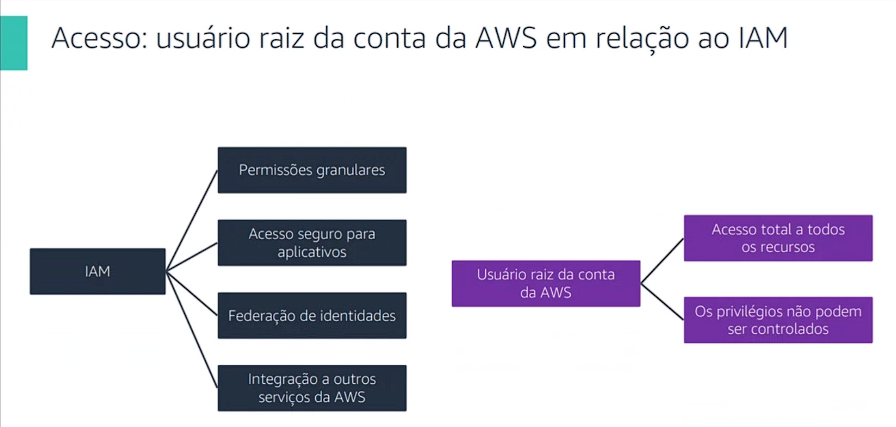 Acesso: usuário raiz da conta da AWS em relação ao IAM
IAM
Permissões granulares
Acesso seguro para
aplicativos
Federação de identidades
Integração a outros
serviços da AWS
Usuário raiz da conta
da AWS
Acesso total a todos
os recursos
Os privilégios não podem
ser controlados